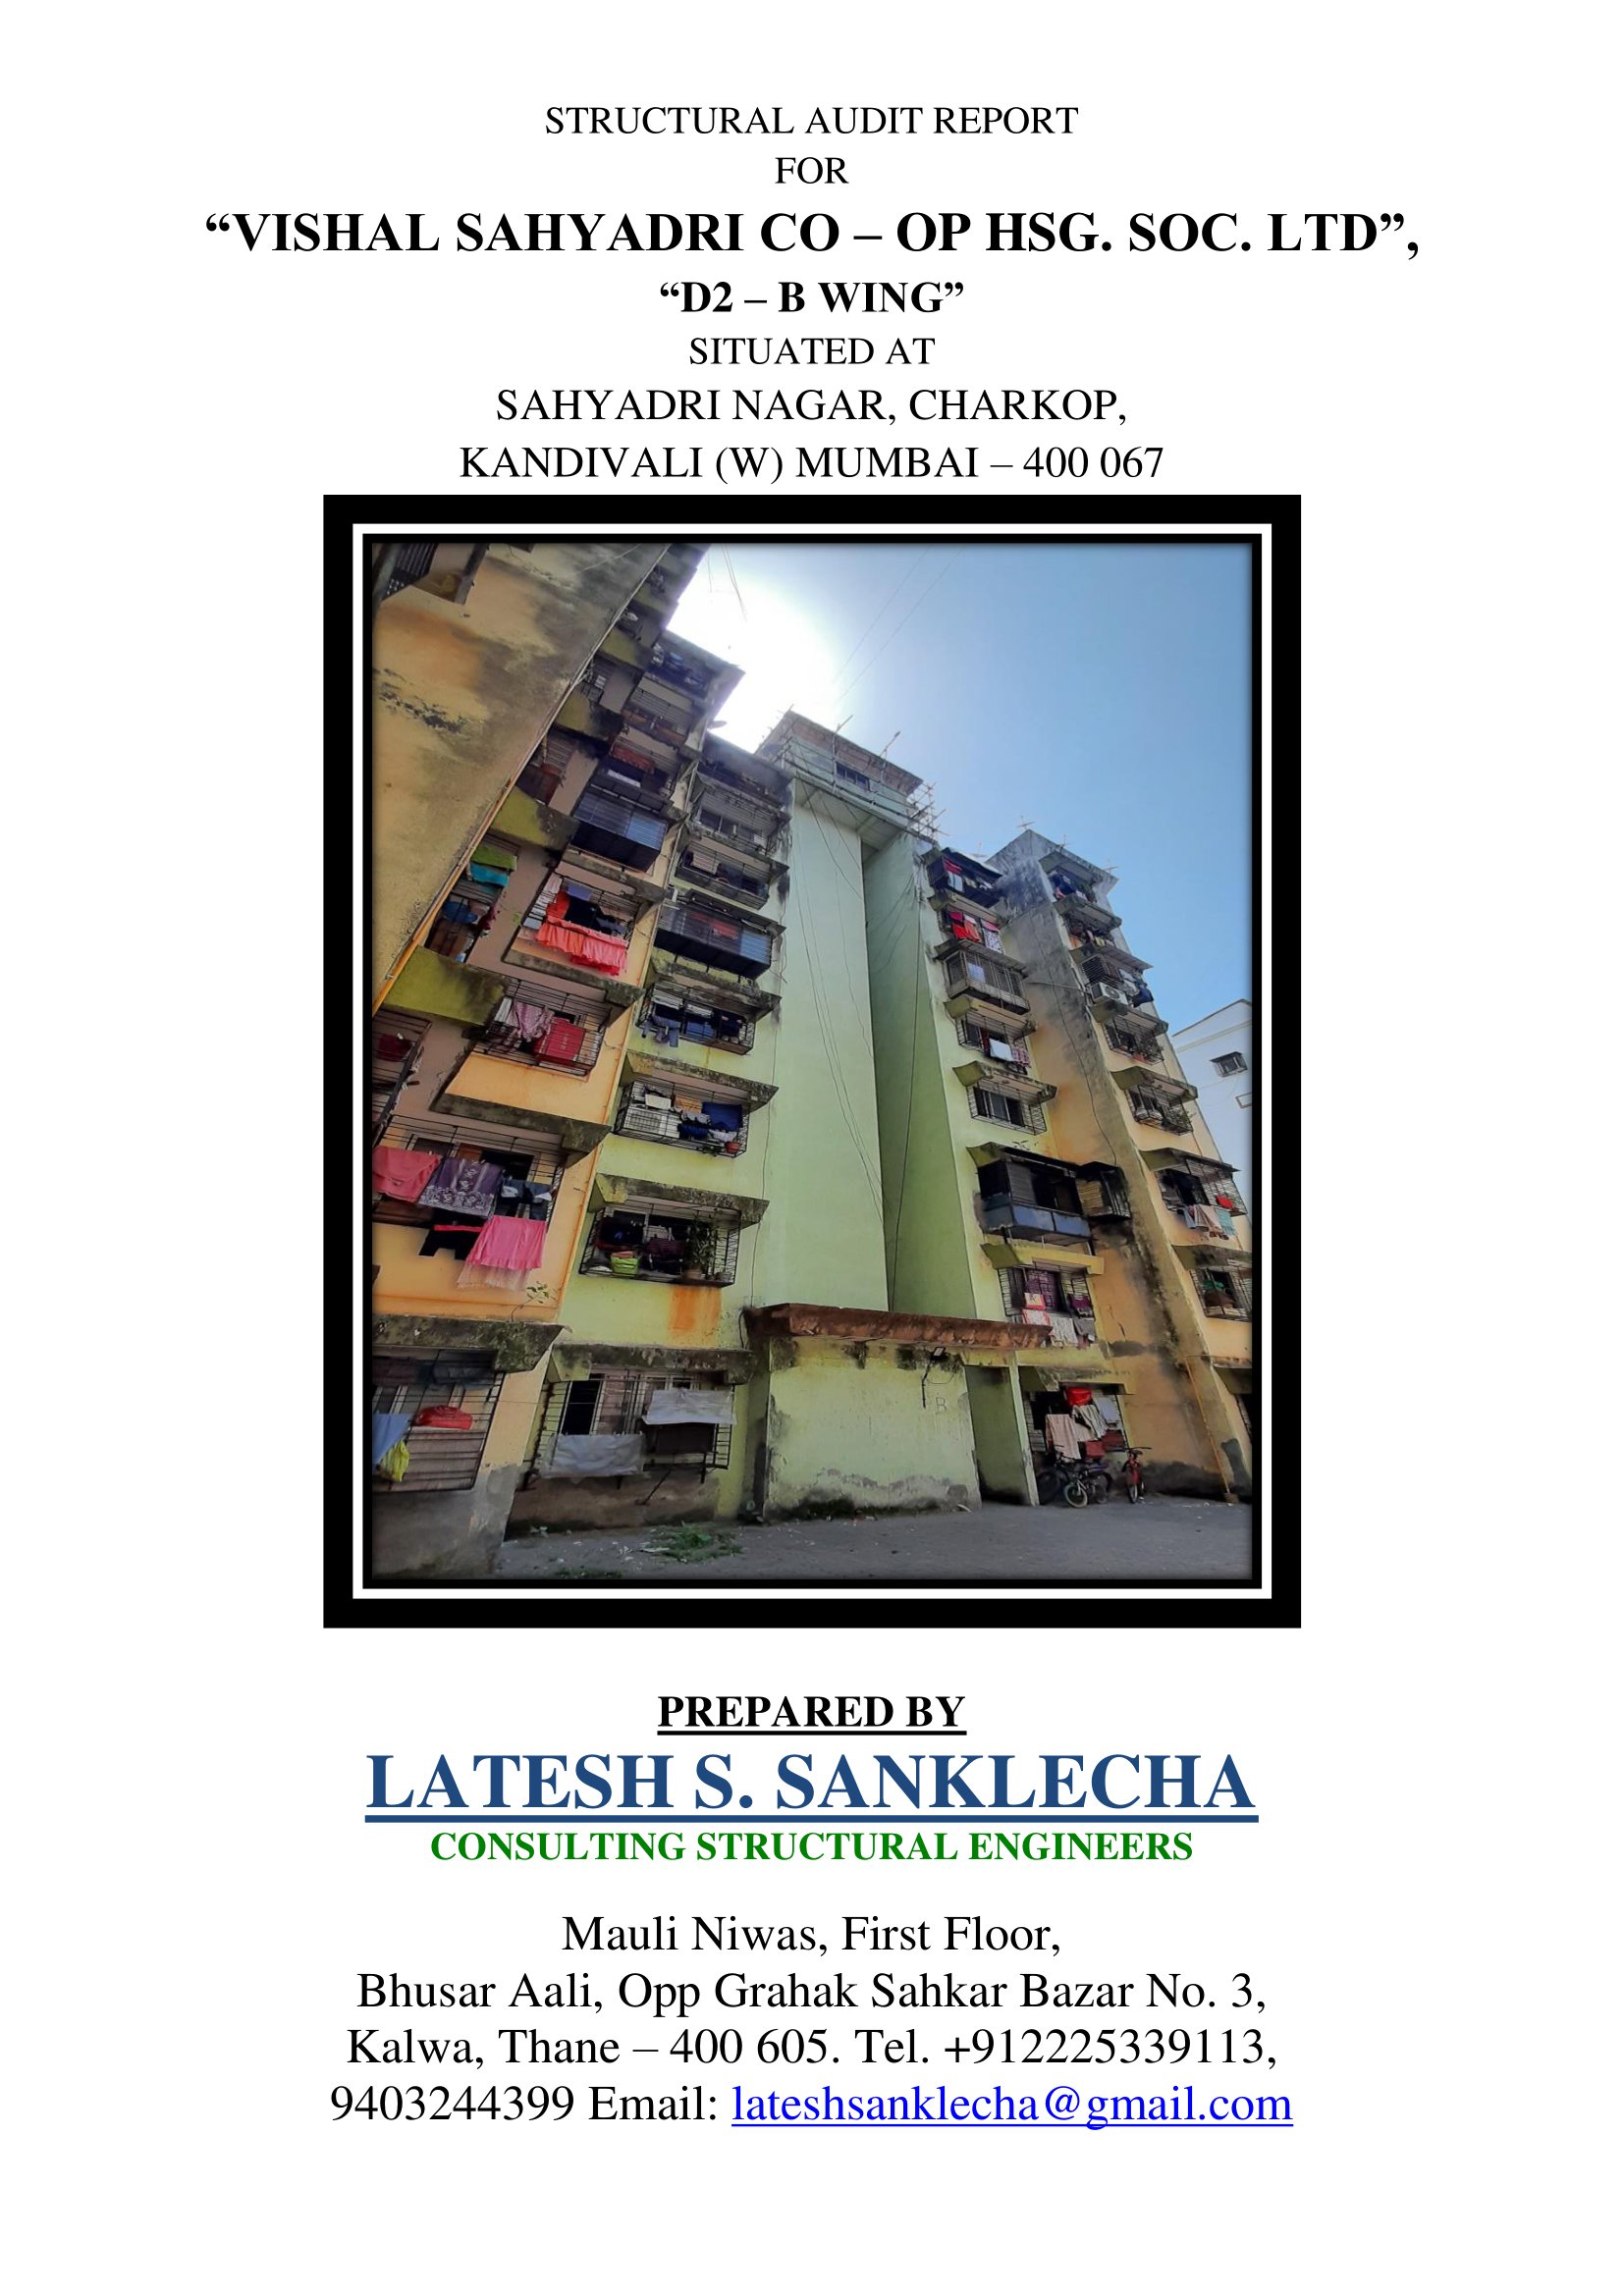 STRUCTURAL AUDIT REPORT
FOR
“VISHAL SAHYADRI CO – OP HSG. SOC. LTD”,
“D2 – B WING”
SITUATED AT
SAHYADRI NAGAR, CHARKOP,
KANDIVALI (W) MUMBAI – 400 067
B
PREPARED BY
LATESH S. SANKLECHA
CONSULTING STRUCTURAL ENGINEERS
Mauli Niwas, First Floor,
Bhusar Aali, Opp Grahak Sahkar Bazar No. 3,
Kalwa, Thane – 400 605. Tel. +912225339113,
9403244399 Email: lateshsanklecha@gmail.com